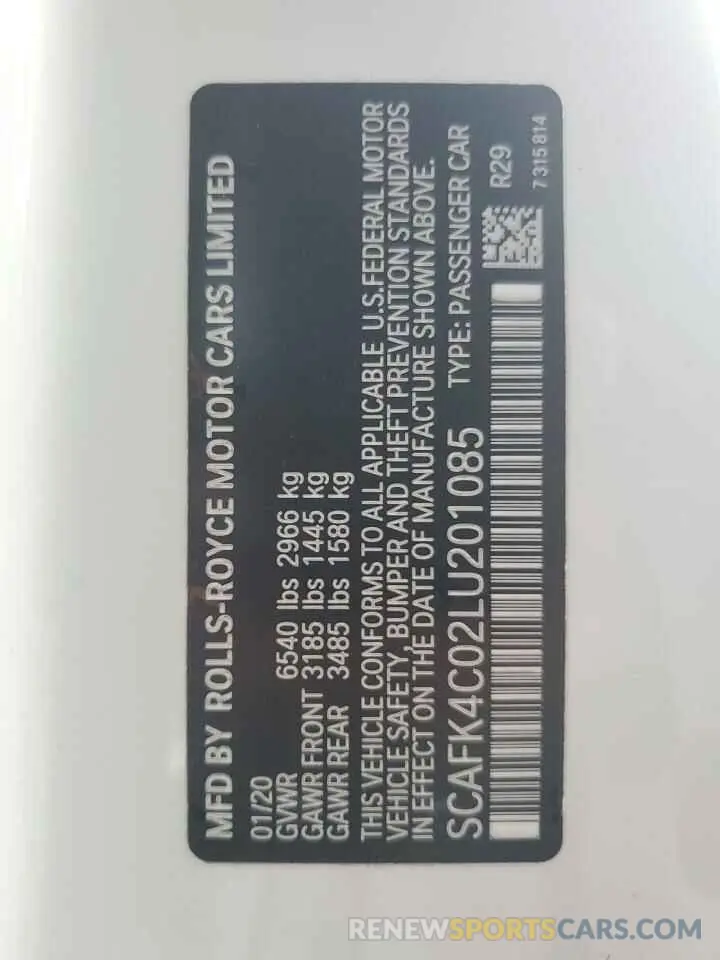 MFD BY ROLLS-ROYCE MOTOR CARS LIMITED
01/20
GVWR 6540 lbs 2966 kg
GAWR FRONT 3185 lbs 1445 kg
GAWR REAR 3485 lbs 1580 kg
THIS VEHICLE CONFORMS TO ALL APPLICABLE U.S.FEDERAL MOTOR
VEHICLE SAFETY, BUMPER AND THEFT PREVENTION STANDARDS
IN EFFECT ON THE DATE OF MANUFACTURE SHOWN ABOVE.
SCAFK4C02LU201085 TYPE: PASSENGER CAR
R29
7315814
RENEWSPORTSCARS.COM